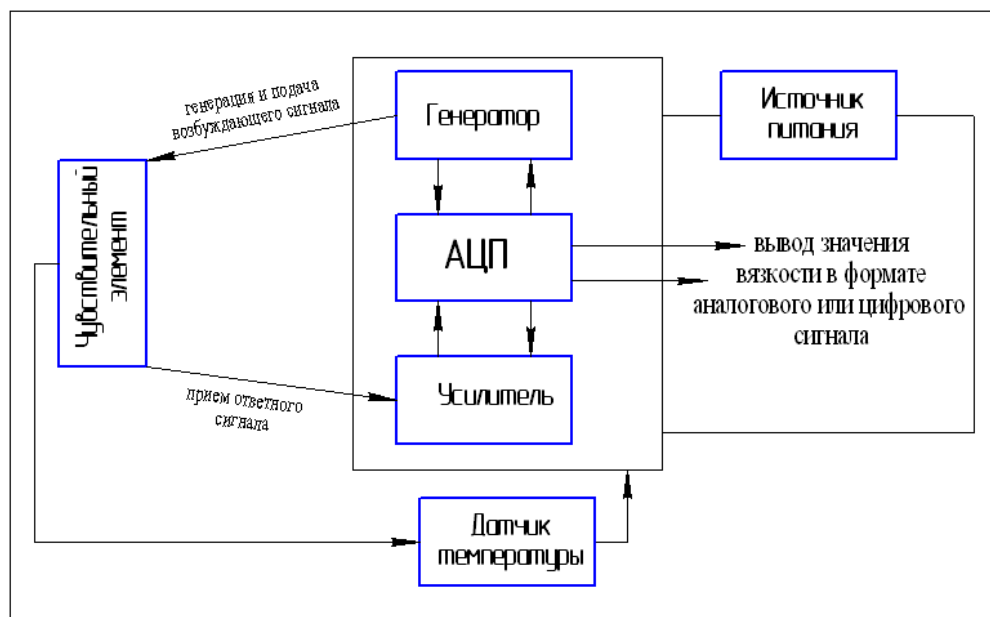 генерация и подача
возбуждающего сигнала
Генератор
Источник
питания
Чувствительный
элемент
АЦП
вывод значения
вязкости в формате
аналогового или цифрового
сигнала
Усилитель
прием ответного
сигнала
Датчик
температуры